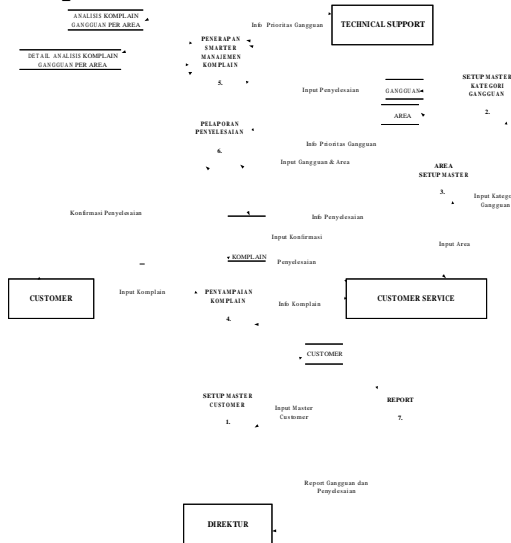 ANALISIS KOMPLAIN
GANGGUAN PER AREA
Info Prioritas Gangguan
TECHNICAL SUPPORT
PENERAPAN
SMARTER
MANAJEMEN
KOMPLAIN
5.
DETAIL ANALISIS KOMPLAIN
GANGGUAN PER AREA
SETUP MASTER
KATEGORI
GANGGUAN
2.
Input Penyelesaian
GANGGUAN
AREA
PELAPORAN
PENYELESAIAN
6.
Info Prioritas Gangguan
Input Gangguan & Area
AREA
SETUP MASTER
3.
Input Katego
Gangguan
Konfirmasi Penyelesaian
Info Penyelesaian
Input Konfirmasi
Penyelesaian
Input Area
KOMPLAIN
CUSTOMER
Input Komplain
PENYAMPAIAN
KOMPLAIN
4.
Info Komplain
CUSTOMER SERVICE
CUSTOMER
SETUP MASTER
CUSTOMER
1.
Input Master
Customer
REPORT
7.
Report Gangguan dan
Penyelesaian
DIREKTUR